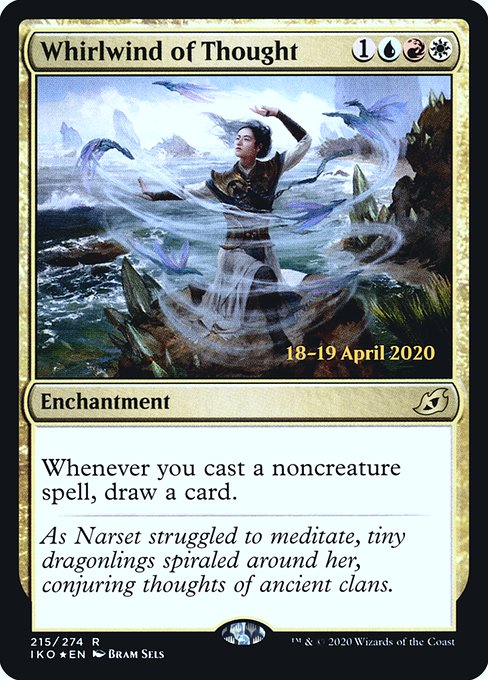 Whirlwind of Thought 1
18-19 April 2020
Enchantment
Whenever you cast a noncreature
spell, draw a card.
As Narset struggled to meditate, tiny
dragonlings spiraled around her,
conjuring thoughts of ancient clans.
215/274 R
IKO★EN Bram Sels
™ & © 2020 Wizards of the Coast